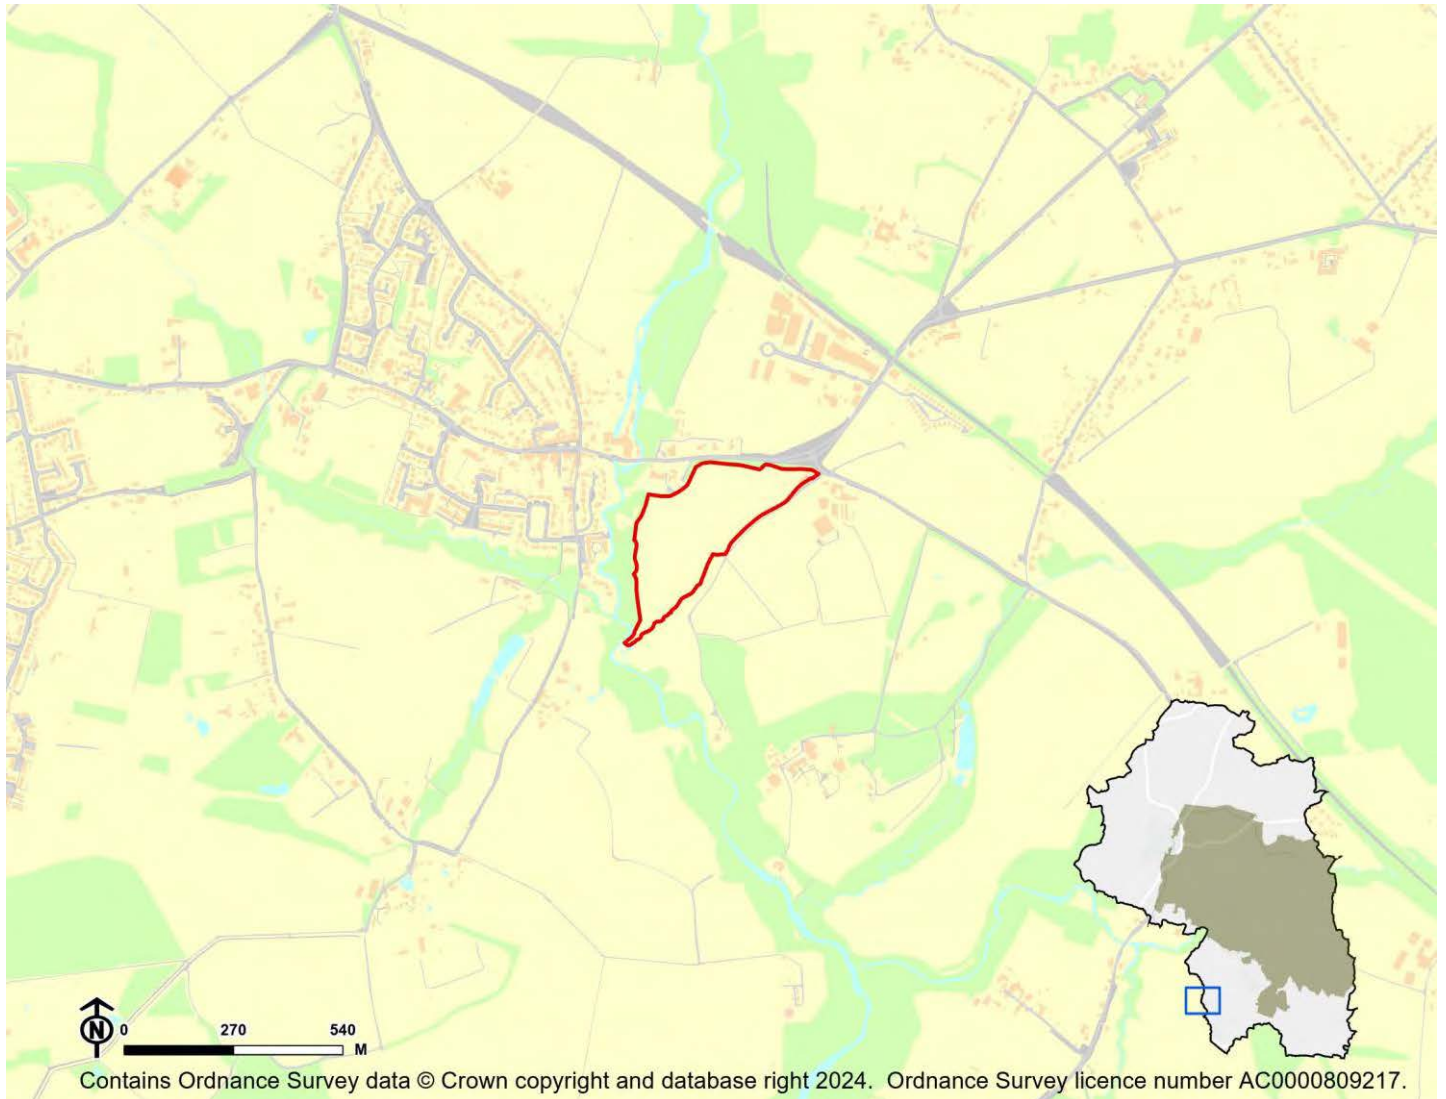 N
0 270 540
M
Contains Ordnance Survey data © Crown copyright and database right 2024. Ordnance Survey licence number AC0000809217.